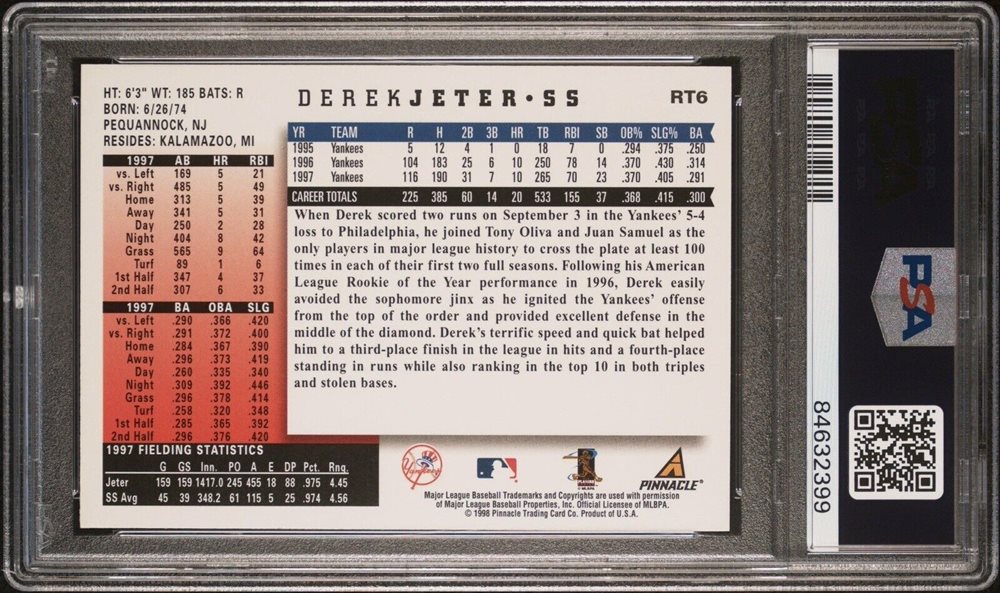 HT: 6'3" WT: 185 BATS: R
BORN: 6/26/74
PEQUANNOCK, NJ
RESIDES: KALAMAZOO, MI
DEREK JETER • SS
RT6
1997 AB HR RBI
vs. Left 169 5 21
vs. Right 485 5 49
Home 313 5 39
Away 341 5 31
Day 250 2 28
Night 404 8 42
Grass 565 9 64
Turf 89 1 6
1st Half 347 4 37
2nd Half 307 6 33
1997 BA OBA SLG
vs. Left .290 .366 .420
vs. Right .291 .372 .400
Home .284 .367 .390
Away .296 .373 .419
Day .260 .335 .340
Night .309 .392 .446
Grass .296 .378 .414
Turf .258 .320 .348
1st Half .285 .365 .392
2nd Half .296 .376 .420
1997 FIELDING STATISTICS
G GS Inn. PO A E DP Pct. Rng.
Jeter 159 159 1417.0 245 455 18 88 .975 4.45
SS Avg 45 39 348.2 61 115 5 25 .974 4.56
YR TEAM R H 2B 3B HR TB RBI SB OB% SLG% BA
1995 Yankees 5 12 4 1 0 18 7 0 .294 .375 .250
1996 Yankees 104 183 25 6 10 250 78 14 .370 .430 .314
1997 Yankees 116 190 31 7 10 265 70 23 .370 .405 .291
CAREER TOTALS 225 385 60 14 20 533 155 37 .368 .415 .300
When Derek scored two runs on September 3 in the Yankees' 5-4
loss to Philadelphia, he joined Tony Oliva and Juan Samuel as the
only players in major league history to cross the plate at least 100
times in each of their first two full seasons. Following his American
League Rookie of the Year performance in 1996, Derek easily
avoided the sophomore jinx as he ignited the Yankees' offense
from the top of the order and provided excellent defense in the
middle of the diamond. Derek's terrific speed and quick bat helped
him to a third-place finish in the league in hits and a fourth-place
standing in runs while also ranking in the top 10 in both triples
and stolen bases.
Yankees
PINNACLE
Major League Baseball Trademarks and Copyrights are used with permission
of Major League Baseball Properties, Inc. Official Licensee of MLBPA.
© 1998 Pinnacle Trading Card Co. Product of U.S.A.
PSA
84632399